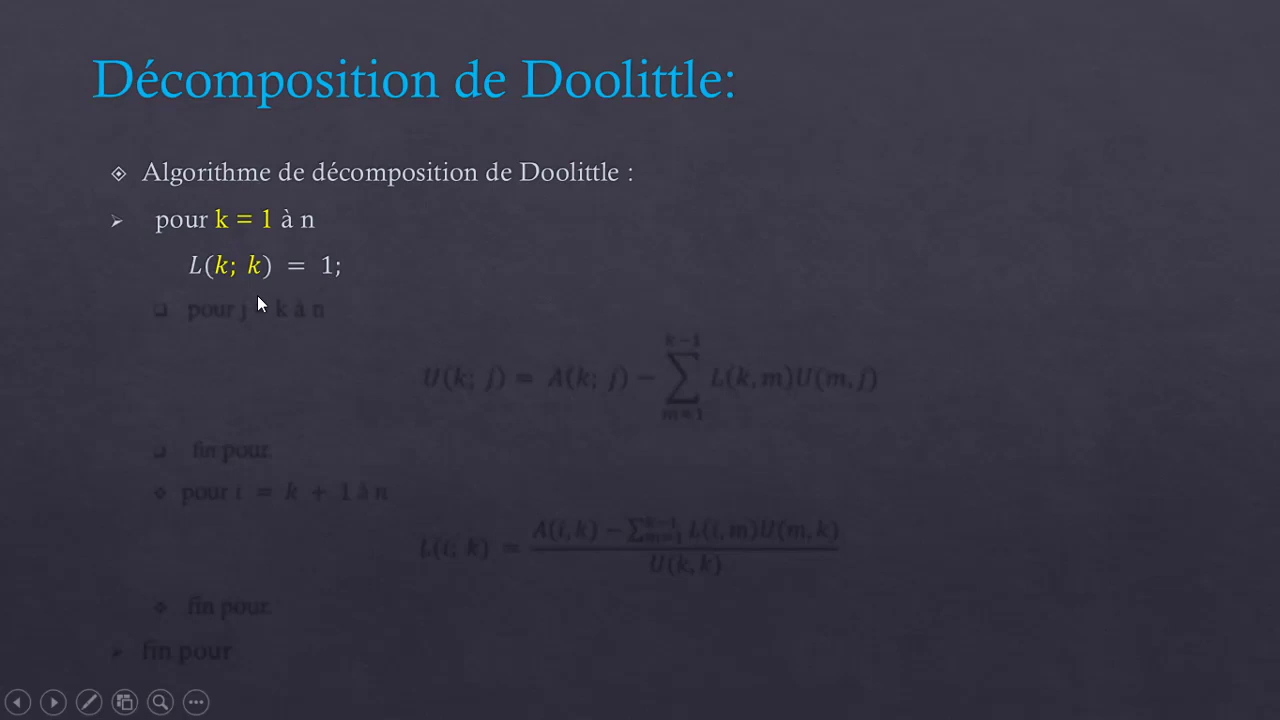 Décomposition de Doolittle:
Algorithme de décomposition de Doolittle :
pour k = 1 à n
L(k; k) = 1;
pour j = k à n
U(k; j) = A(k; j) − ∑_{m=1}^{k−1} L(k,m)U(m,j)
fin pour
pour i = k + 1 à n
L(i; k) = \frac{A(i,k) − ∑_{m=1}^{k−1} L(i,m)U(m,k)}{U(k,k)}
fin pour
fin pour